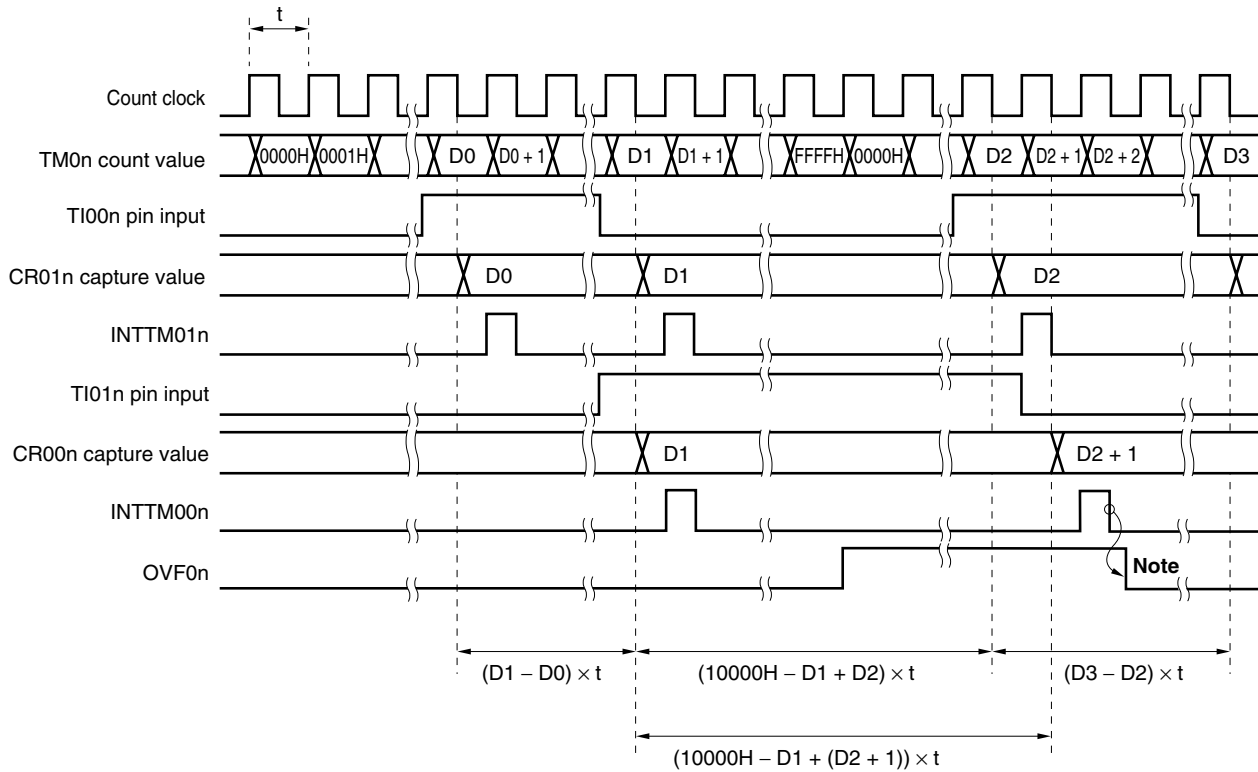 t
Count clock
TM0n count value 0000H 0001H D0 D0 + 1 D1 D1 + 1 FFFFH 0000H D2 D2 + 1 D2 + 2 D3
TI00n pin input
CR01n capture value D0 D1 D2
INTTM01n
TI01n pin input
CR00n capture value D1 D2 + 1
INTTM00n
OVF0n Note
(D1 – D0) × t (10000H – D1 + D2) × t (D3 – D2) × t
(10000H – D1 + (D2 + 1)) × t